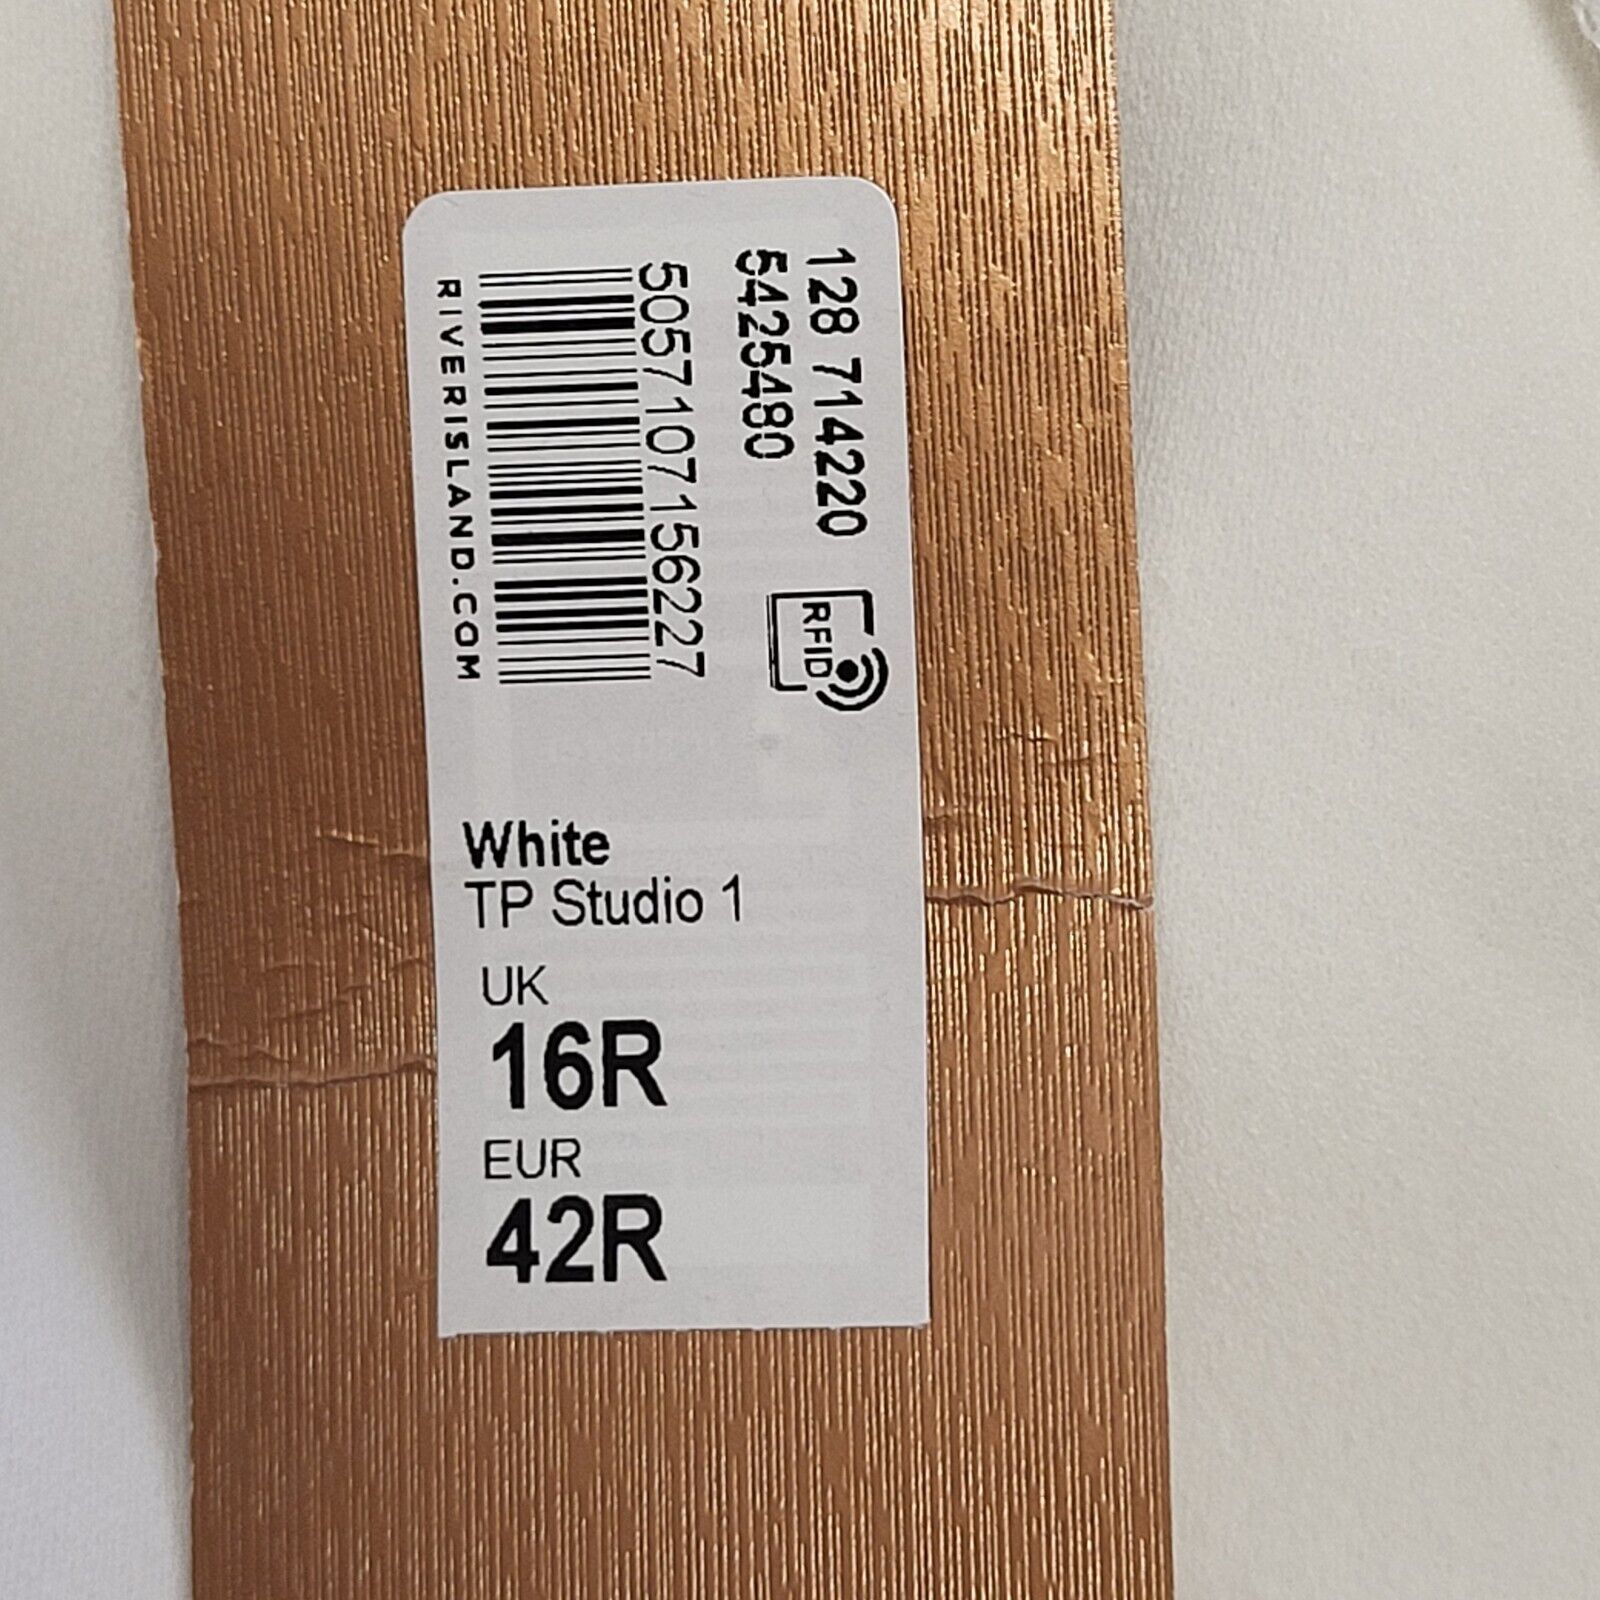 128 714220
5425480
RFID
5057107156227
RIVERISLAND.COM
White
TP Studio 1
UK
16R
EUR
42R